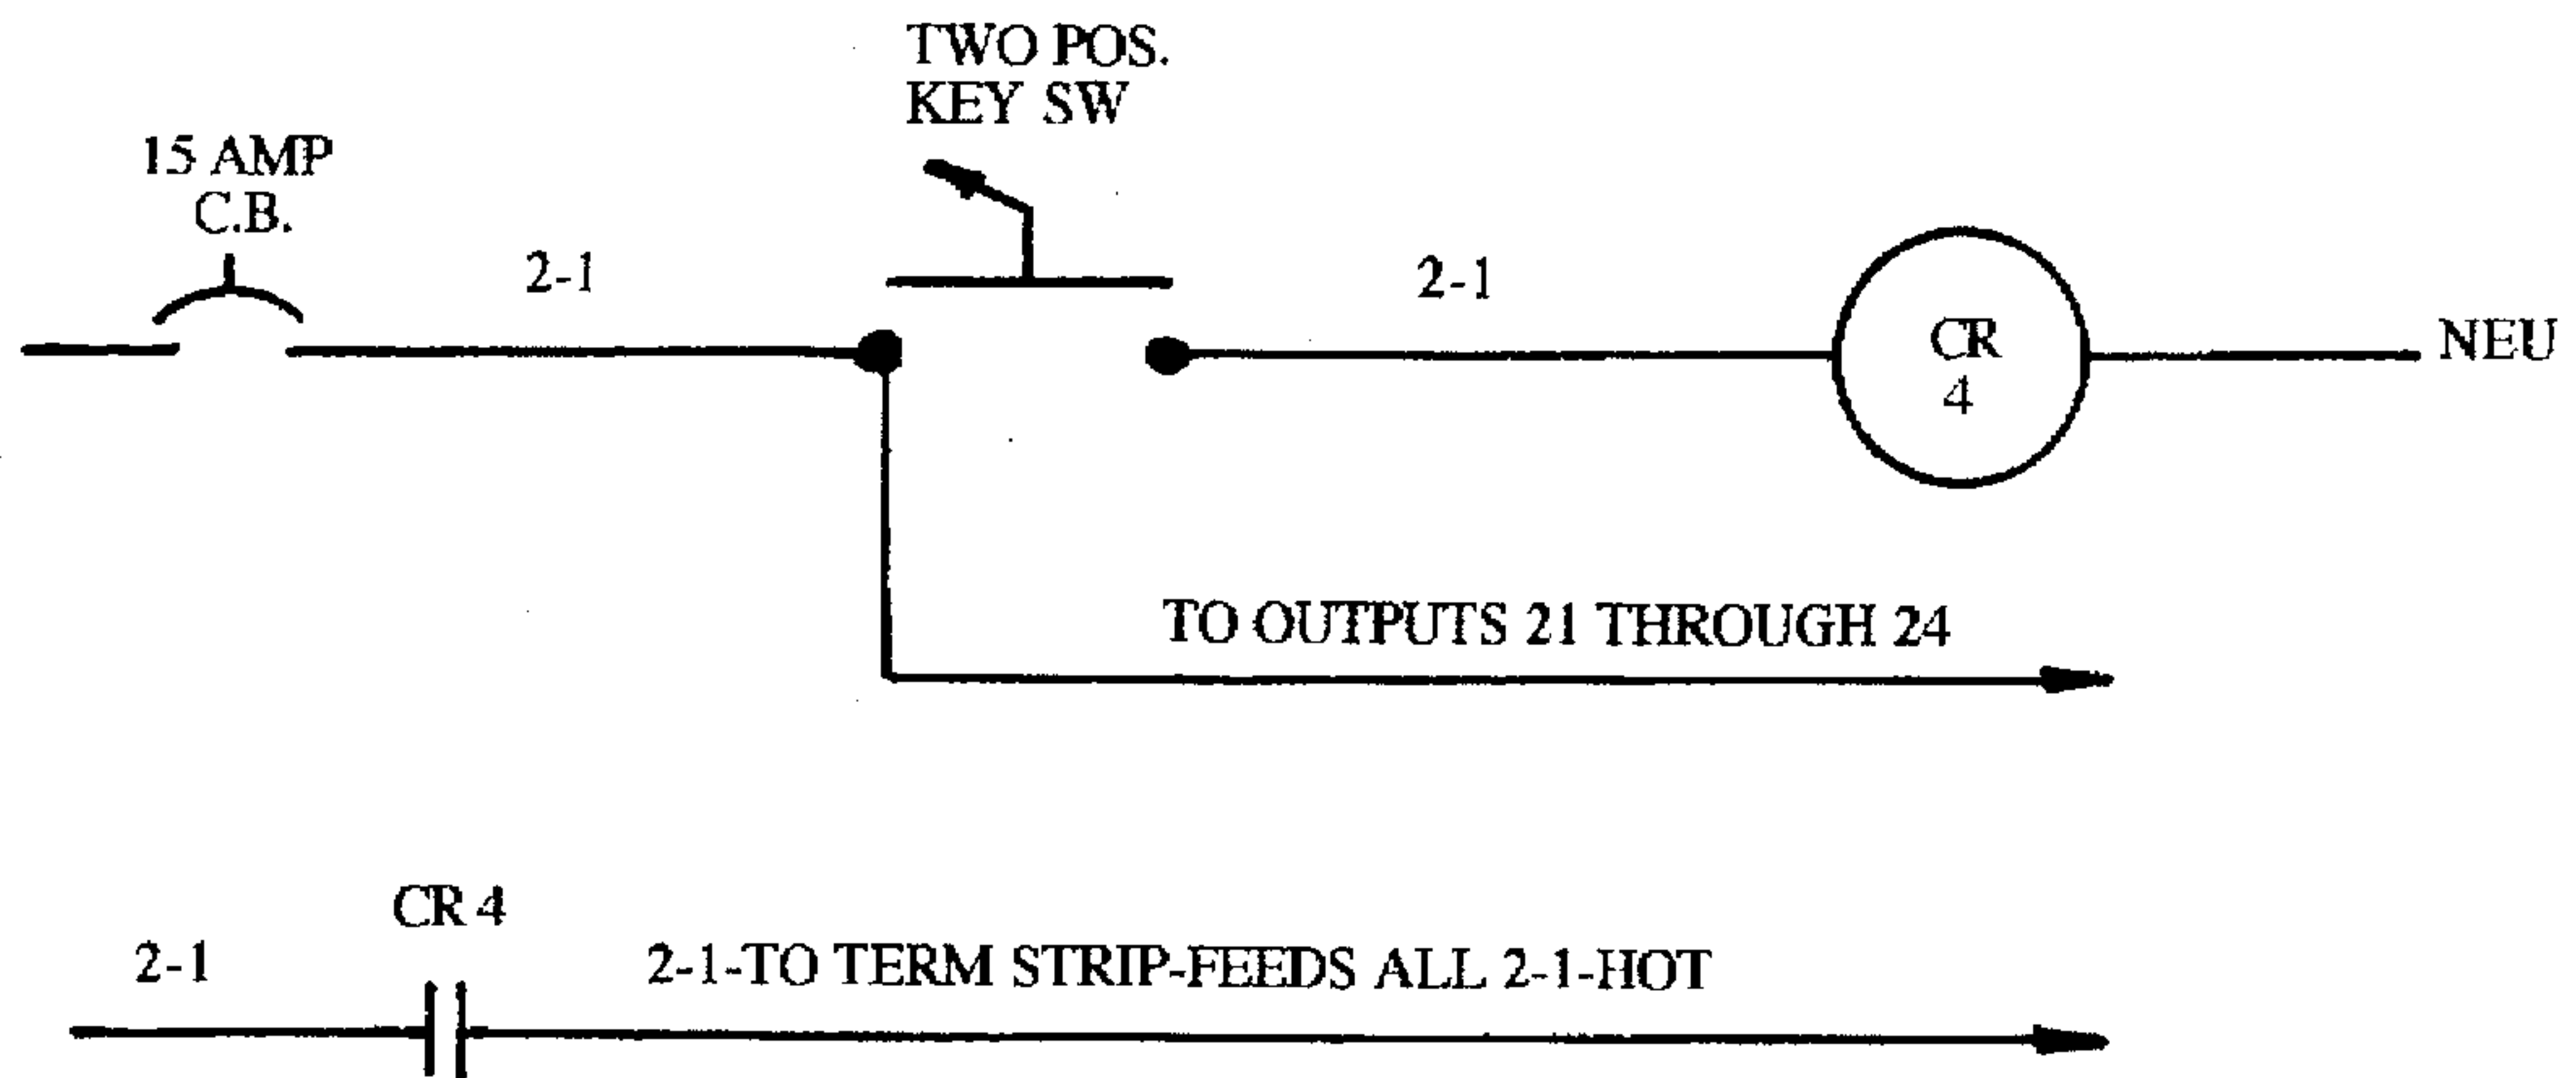 TWO POS.
KEY SW
15 AMP
C.B.
2-1
2-1
CR
4
NEU
TO OUTPUTS 21 THROUGH 24
CR 4
2-1
2-1-TO TERM STRIP-FEEDS ALL 2-1-HOT